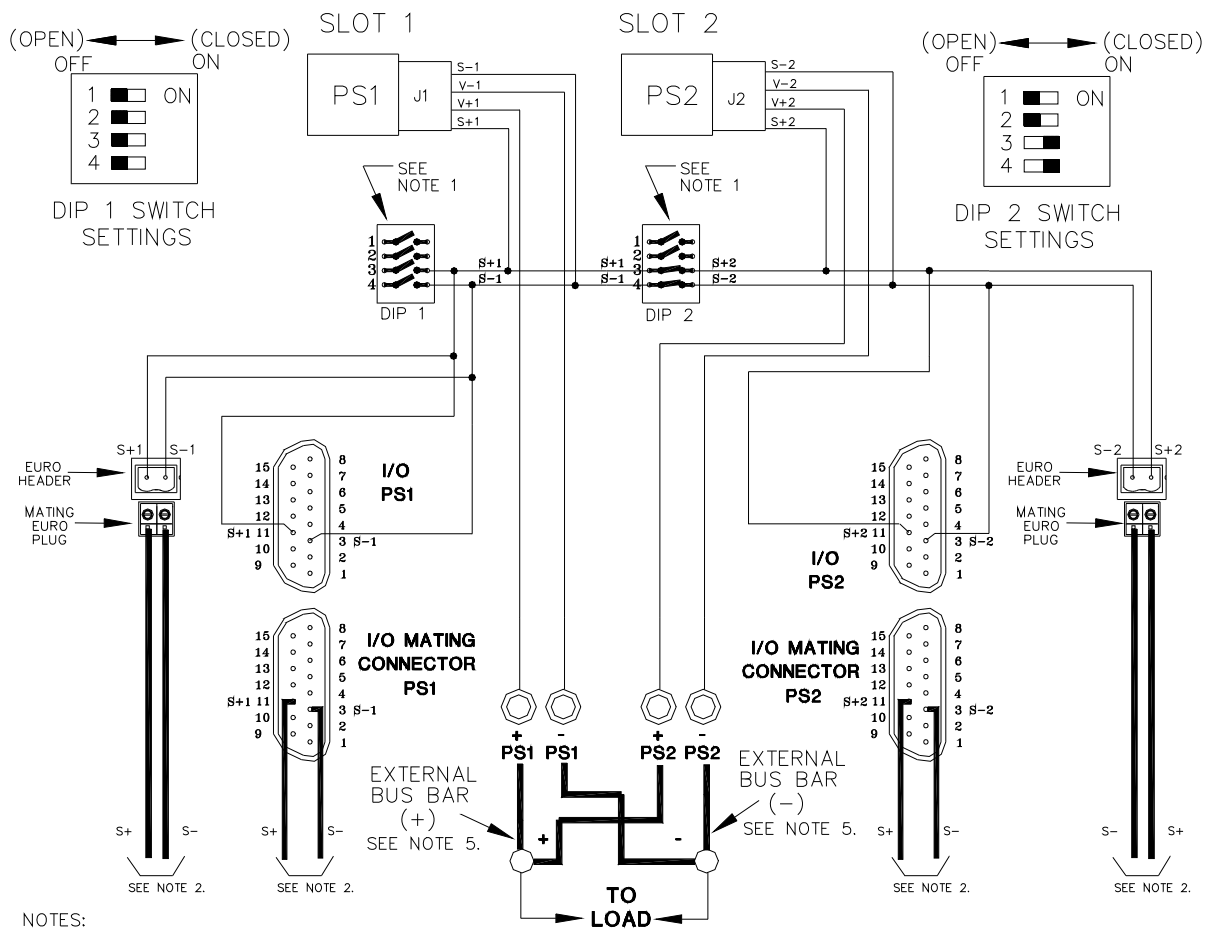 SLOT 1
SLOT 2
(OPEN) (CLOSED)
OFF ON
1 ON
2
3
4
DIP 1 SWITCH
SETTINGS
PS1
J1
S-1
V-1
V+1
S+1
PS2
J2
S-2
V-2
V+2
S+2
(OPEN) (CLOSED)
OFF ON
1 ON
2
3
4
DIP 2 SWITCH
SETTINGS
SEE
NOTE 1
SEE
NOTE 1
1
2
3
4
S+1
S-1
DIP 1
S+1
S-1
1
2
3
4
S+2
S-2
DIP 2
S+1 S-1
EURO
HEADER
MATING
EURO
PLUG
15
14
13
12
S+1 11
10
9
8
7
6
5
4
3 S-1
2
1
I/O
PS1
15
14
13
12
S+2 11
10
9
8
7
6
5
4
3 S-2
2
1
I/O
PS2
S-2 S+2
EURO
HEADER
MATING
EURO
PLUG
15
14
13
12
S+1 11
10
9
8
7
6
5
4
3 S-1
2
1
I/O MATING
CONNECTOR
PS1
I/O MATING
CONNECTOR
PS2
15
14
13
12
S+2 11
10
9
8
7
6
5
4
3 S-2
2
1
+ - + -
PS1 PS1 PS2 PS2
EXTERNAL
BUS BAR
(+)
SEE NOTE 5.
EXTERNAL
BUS BAR
(-)
SEE NOTE 5.
+ -
S+ S-
SEE NOTE 2.
S+ S-
SEE NOTE 2.
TO
LOAD
S+ S-
SEE NOTE 2.
S- S+
SEE NOTE 2.
NOTES: